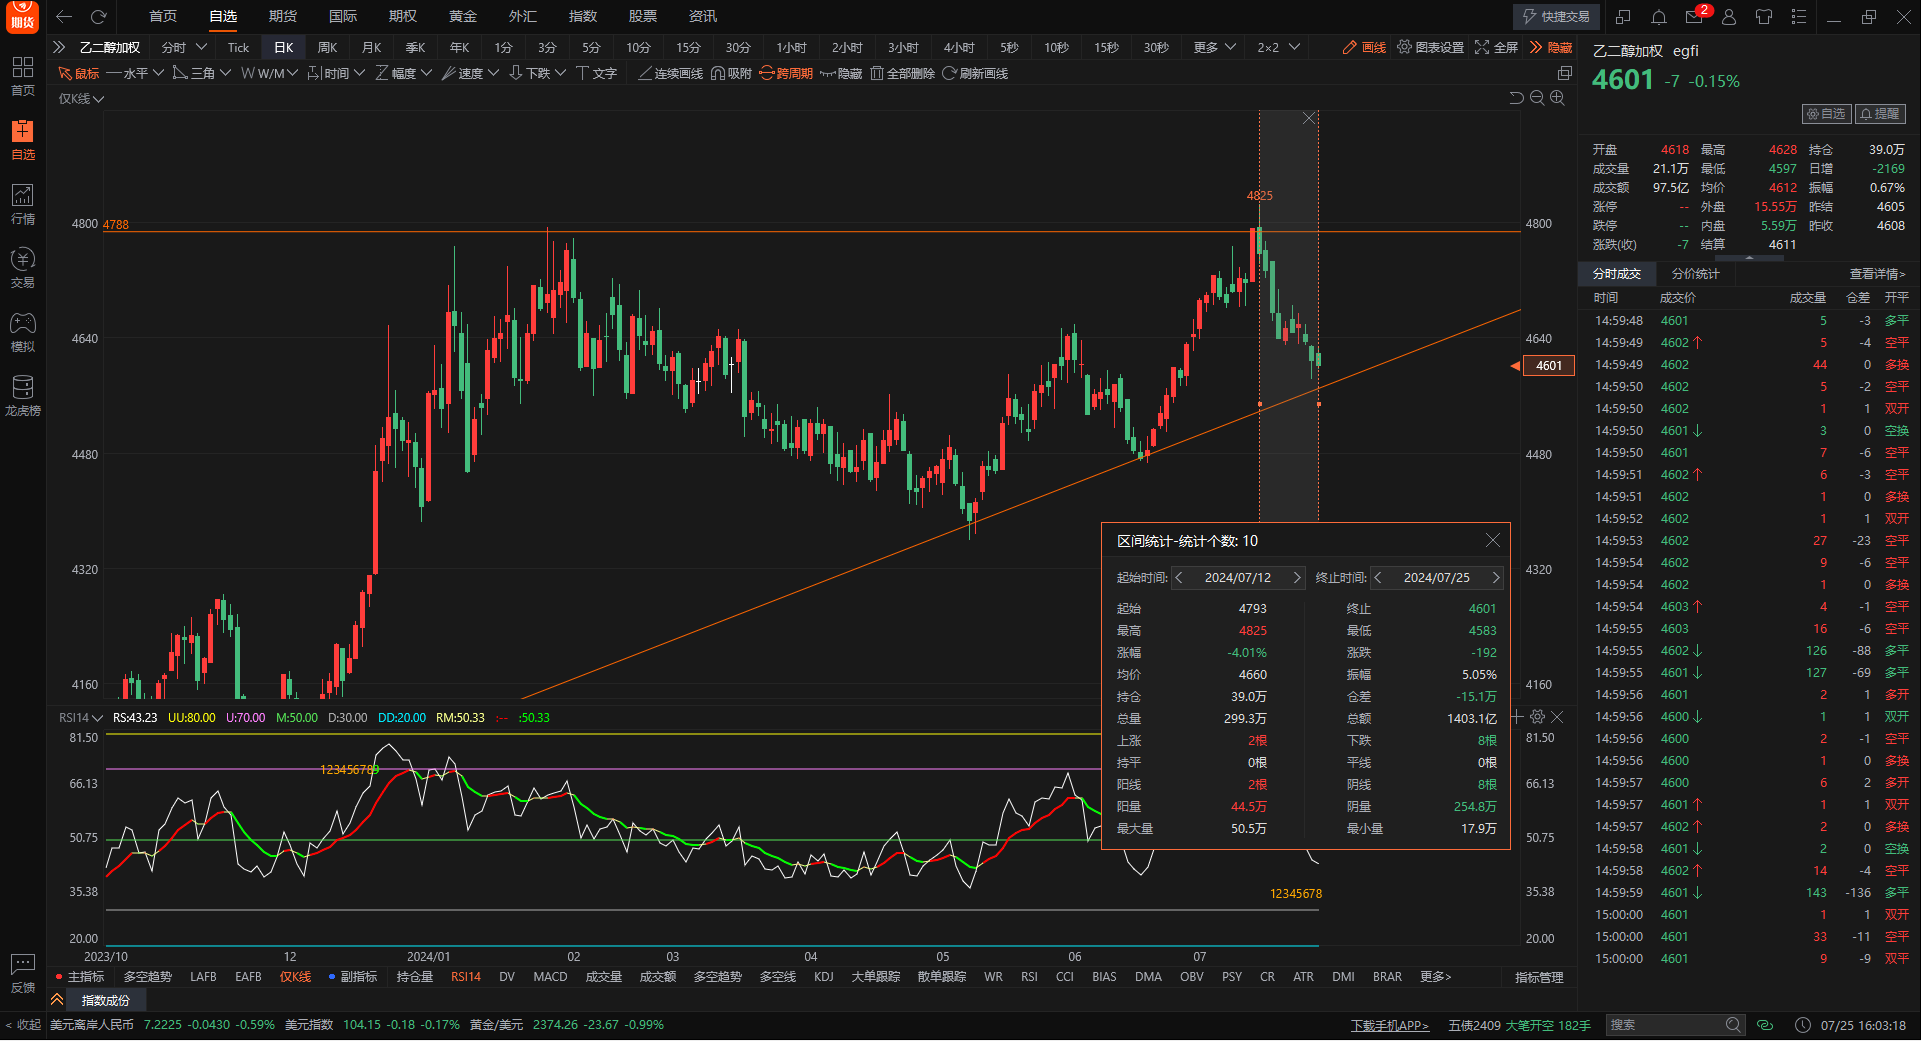 期货
首页 自选 期货 国际 期权 黄金 外汇 指数 股票 资讯
快捷交易 2
乙二醇加权 分时 Tick 日K 周K 月K 季K 年K 1分 3分 5分 10分 15分 30分 1小时 2小时 3小时 4小时 5秒 10秒 15秒 30秒 更多 2×2 画线 图表设置 全屏 隐藏
鼠标 水平 三角 W/M 时间 幅度 速度 下跌 文字 连续画线 吸附 跨周期 隐藏 全部删除 刷新画线
仅K线
首页
自选
行情
交易
模拟
龙虎榜
反馈
4825
4800 4788 4800
4640 4640
4601
4480 4480
4320 4320
4160 4160
区间统计-统计个数: 10
起始时间: 2024/07/12 终止时间: 2024/07/25
起始 4793 终止 4601
最高 4825 最低 4583
涨幅 -4.01% 涨跌 -192
均价 4660 振幅 5.05%
持仓 39.0万 仓差 -15.1万
总量 299.3万 总额 1403.1亿
上涨 2根 下跌 8根
持平 0根 平线 0根
阳线 2根 阴线 8根
阳量 44.5万 阴量 254.8万
最大量 50.5万 最小量 17.9万
RSI14 RS:43.23 UU:80.00 U:70.00 M:50.00 D:30.00 DD:20.00 RM:50.33 :-- :50.33
81.50 81.50
123456789
66.13 66.13
50.75 50.75
35.38 12345678 35.38
20.00 20.00
2023/10 12 2024/01 02 03 04 05 06 07
主指标 多空趋势 LAFB EAFB 仅K线 副指标 持仓量 RSI14 DV MACD 成交量 成交额 多空趋势 多空线 KDJ 大单跟踪 散单跟踪 WR RSI CCI BIAS DMA OBV PSY CR ATR DMI BRAR 更多> 指标管理
指数成份
< 收起 美元离岸人民币 7.2225 -0.0430 -0.59% 美元指数 104.15 -0.18 -0.17% 黄金/美元 2374.26 -23.67 -0.99% 下载手机APP> 五债2409 大笔开空 182手 搜索 07/25 16:03:18
乙二醇加权 egfi
4601 -7 -0.15%
自选 提醒
开盘 4618 最高 4628 持仓 39.0万
成交量 21.1万 最低 4597 日增 -2169
成交额 97.5亿 均价 4612 振幅 0.67%
涨停 -- 外盘 15.55万 昨结 4605
跌停 -- 内盘 5.59万 昨收 4608
涨跌(收) -7 结算 4611
分时成交 分价统计 查看详情>
时间 成交价 成交量 仓差 开平
14:59:48 4601 5 -3 多平
14:59:49 4602↑ 5 -4 空平
14:59:49 4602 44 0 多换
14:59:50 4602 5 -2 空平
14:59:50 4602 1 1 双开
14:59:50 4601↓ 3 0 空换
14:59:50 4601 7 -6 空平
14:59:51 4602↑ 6 -3 空平
14:59:51 4602 1 0 多换
14:59:52 4602 1 1 双开
14:59:53 4602 27 -23 空平
14:59:54 4602 9 -6 空平
14:59:54 4602 1 0 多换
14:59:54 4603↑ 4 -1 空平
14:59:55 4603 16 -6 空平
14:59:55 4602↓ 126 -88 多平
14:59:55 4601↓ 127 -69 多平
14:59:56 4601 2 1 多开
14:59:56 4600↓ 1 1 双开
14:59:56 4600 2 -1 空平
14:59:56 4600 1 0 多换
14:59:57 4600 6 2 多开
14:59:57 4601↑ 1 1 双开
14:59:57 4602↑ 2 0 多换
14:59:58 4601↓ 2 0 空换
14:59:58 4602↑ 14 -4 空平
14:59:59 4601↓ 143 -136 多平
15:00:00 4601 1 1 双开
15:00:00 4601 33 -11 空平
15:00:00 4601 9 -9 双平